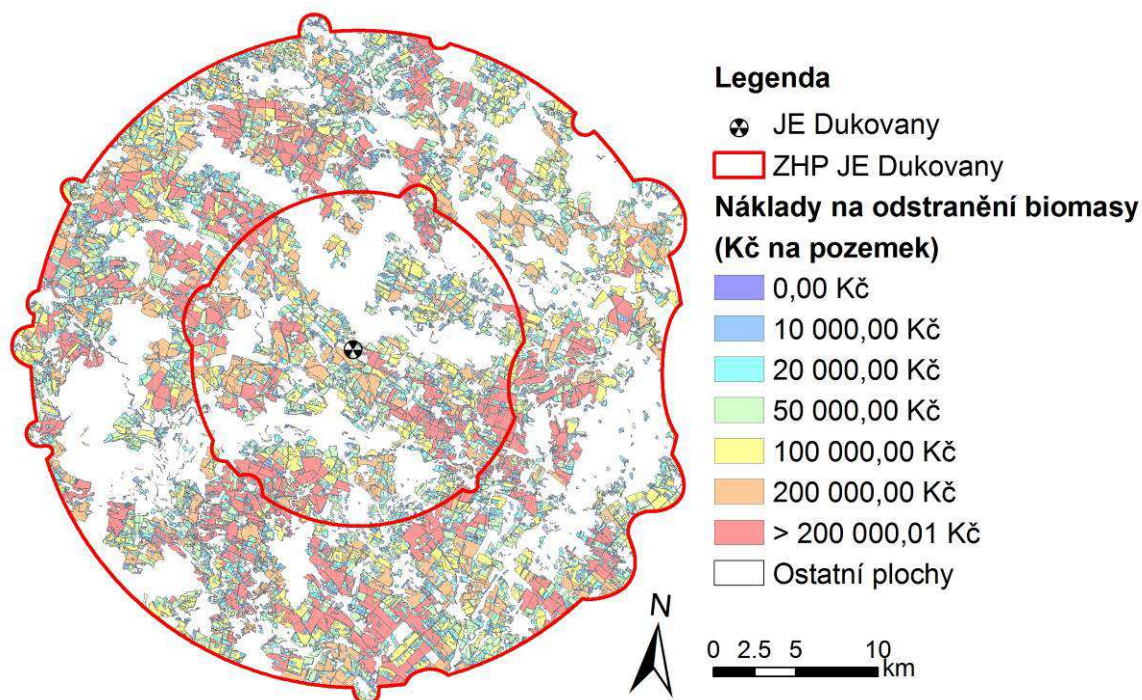 Legenda
JE Dukovany
ZHP JE Dukovany
Náklady na odstranění biomasy
(Kč na pozemek)
0,00 Kč
10 000,00 Kč
20 000,00 Kč
50 000,00 Kč
100 000,00 Kč
200 000,00 Kč
> 200 000,01 Kč
Ostatní plochy
N
0 2.5 5 10
km